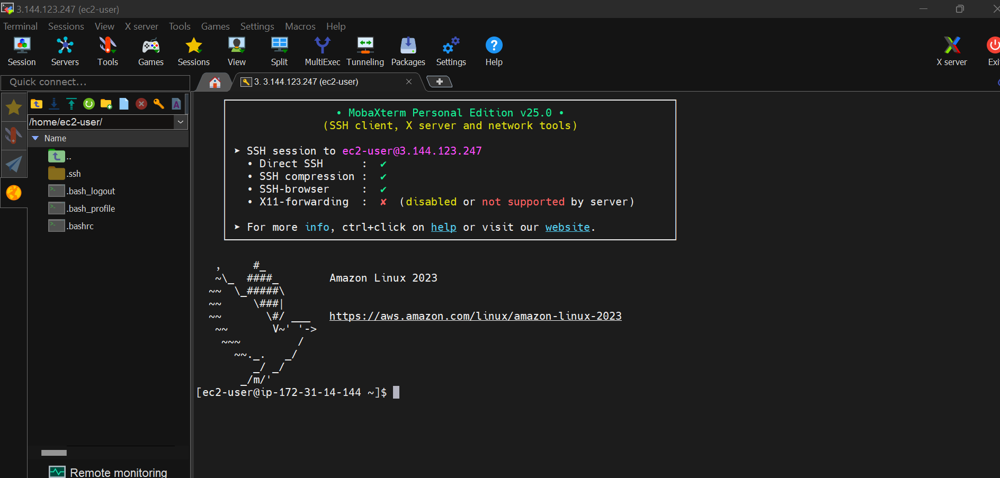 3.144.123.247 (ec2-user)
Terminal Sessions View X server Tools Games Settings Macros Help
Session Servers Tools Games Sessions View Split MultiExec Tunneling Packages Settings Help X server Exit
Quick connect...
3. 3.144.123.247 (ec2-user)
/home/ec2-user/
Name
..
.ssh
.bash_logout
.bash_profile
.bashrc
Remote monitoring
• MobaXterm Personal Edition v25.0 •
(SSH client, X server and network tools)
➤ SSH session to ec2-user@3.144.123.247
• Direct SSH : ✔
• SSH compression : ✔
• SSH-browser : ✔
• X11-forwarding : ✘ (disabled or not supported by server)
➤ For more info, ctrl+click on help or visit our website.
   ,     #_
   ~\_  ####_        Amazon Linux 2023
  ~~  \_#####\
  ~~     \###|
  ~~       \#/ ___   https://aws.amazon.com/linux/amazon-linux-2023
   ~~       V~' '->
    ~~~         /
      ~~._.   _/
         _/ _/
       _/m/'
[ec2-user@ip-172-31-14-144 ~]$